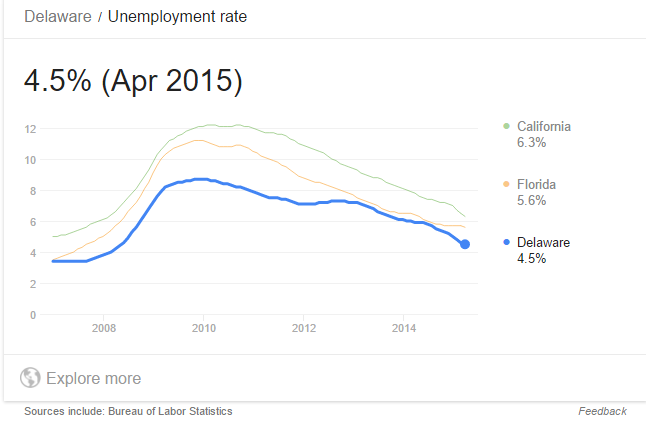 Delaware / Unemployment rate
4.5% (Apr 2015)
12
10
8
6
4
2
0
2008 2010 2012 2014
California
6.3%
Florida
5.6%
Delaware
4.5%
Explore more
Sources include: Bureau of Labor Statistics Feedback